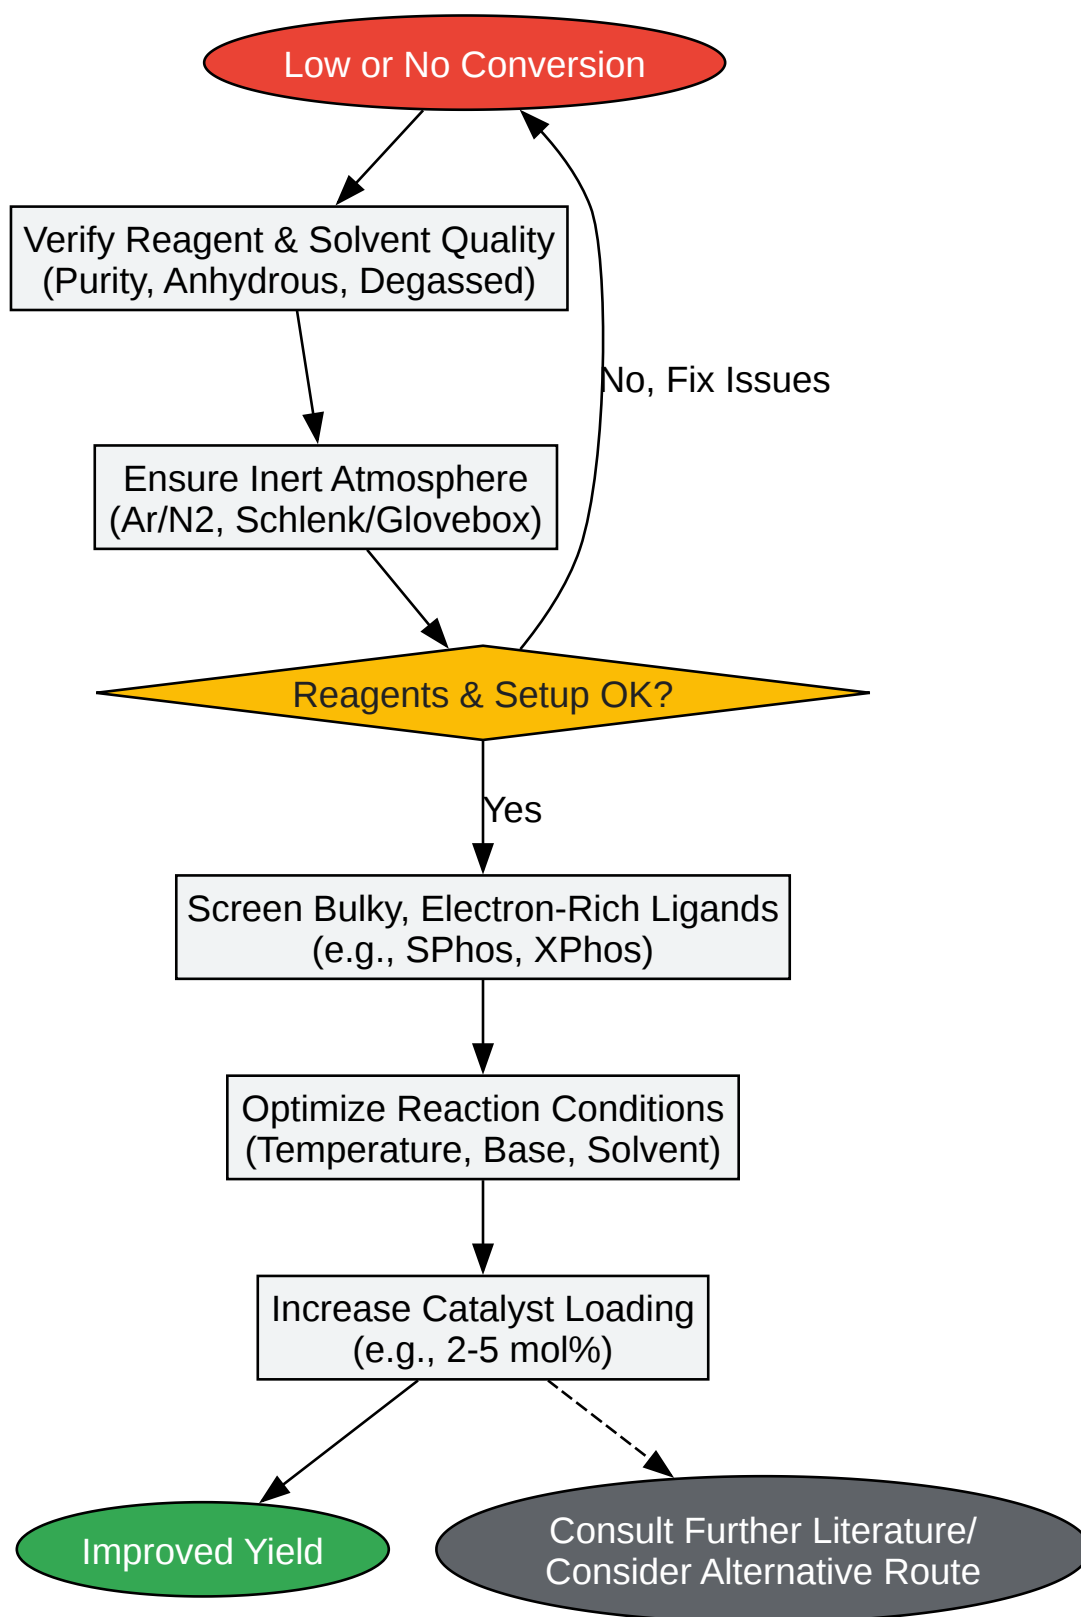 Low or No Conversion
Verify Reagent & Solvent Quality
(Purity, Anhydrous, Degassed)
No, Fix Issues
Ensure Inert Atmosphere
(Ar/N2, Schlenk/Glovebox)
Reagents & Setup OK?
Yes
Screen Bulky, Electron-Rich Ligands
(e.g., SPhos, XPhos)
Optimize Reaction Conditions
(Temperature, Base, Solvent)
Increase Catalyst Loading
(e.g., 2-5 mol%)
Improved Yield
Consult Further Literature/
Consider Alternative Route